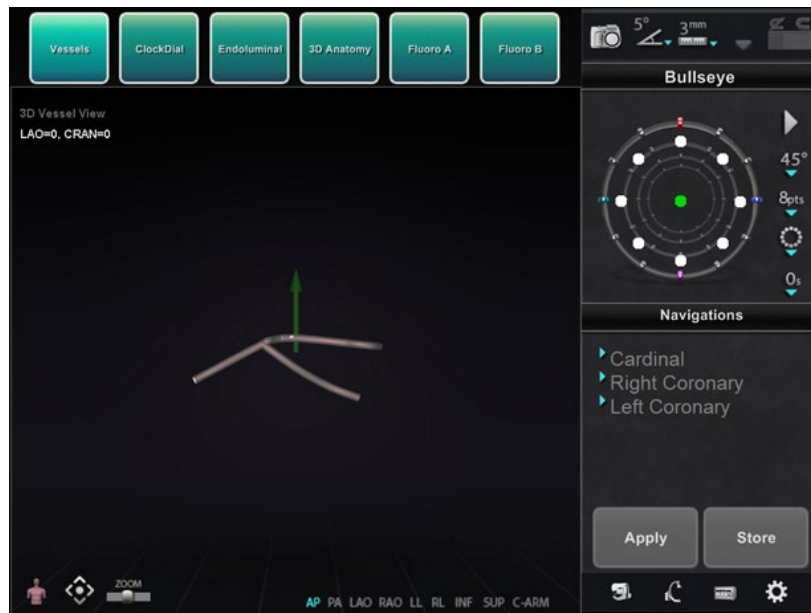 Vessels
ClockDial
Endoluminal
3D Anatomy
Fluoro A
Fluoro B
5° 3mm
3D Vessel View
LAO=0, CRAN=0
Bullseye
45°
8pts
0s
Navigations
Cardinal
Right Coronary
Left Coronary
Apply
Store
ZOOM
AP PA LAO RAO LL RL INF SUP C-ARM